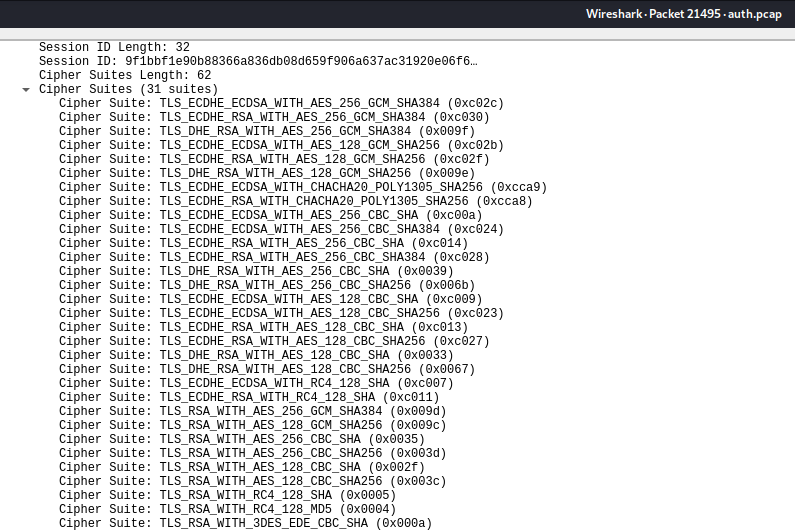 Wireshark · Packet 21495 · auth.pcap
Session ID Length: 32
Session ID: 9f1bbf1e90b88366a836db08d659f906a637ac31920e06f6…
Cipher Suites Length: 62
Cipher Suites (31 suites)
Cipher Suite: TLS_ECDHE_ECDSA_WITH_AES_256_GCM_SHA384 (0xc02c)
Cipher Suite: TLS_ECDHE_RSA_WITH_AES_256_GCM_SHA384 (0xc030)
Cipher Suite: TLS_DHE_RSA_WITH_AES_256_GCM_SHA384 (0x009f)
Cipher Suite: TLS_ECDHE_ECDSA_WITH_AES_128_GCM_SHA256 (0xc02b)
Cipher Suite: TLS_ECDHE_RSA_WITH_AES_128_GCM_SHA256 (0xc02f)
Cipher Suite: TLS_DHE_RSA_WITH_AES_128_GCM_SHA256 (0x009e)
Cipher Suite: TLS_ECDHE_ECDSA_WITH_CHACHA20_POLY1305_SHA256 (0xcca9)
Cipher Suite: TLS_ECDHE_RSA_WITH_CHACHA20_POLY1305_SHA256 (0xcca8)
Cipher Suite: TLS_ECDHE_ECDSA_WITH_AES_256_CBC_SHA (0xc00a)
Cipher Suite: TLS_ECDHE_ECDSA_WITH_AES_256_CBC_SHA384 (0xc024)
Cipher Suite: TLS_ECDHE_RSA_WITH_AES_256_CBC_SHA (0xc014)
Cipher Suite: TLS_ECDHE_RSA_WITH_AES_256_CBC_SHA384 (0xc028)
Cipher Suite: TLS_DHE_RSA_WITH_AES_256_CBC_SHA (0x0039)
Cipher Suite: TLS_DHE_RSA_WITH_AES_256_CBC_SHA256 (0x006b)
Cipher Suite: TLS_ECDHE_ECDSA_WITH_AES_128_CBC_SHA (0xc009)
Cipher Suite: TLS_ECDHE_ECDSA_WITH_AES_128_CBC_SHA256 (0xc023)
Cipher Suite: TLS_ECDHE_RSA_WITH_AES_128_CBC_SHA (0xc013)
Cipher Suite: TLS_ECDHE_RSA_WITH_AES_128_CBC_SHA256 (0xc027)
Cipher Suite: TLS_DHE_RSA_WITH_AES_128_CBC_SHA (0x0033)
Cipher Suite: TLS_DHE_RSA_WITH_AES_128_CBC_SHA256 (0x0067)
Cipher Suite: TLS_ECDHE_ECDSA_WITH_RC4_128_SHA (0xc007)
Cipher Suite: TLS_ECDHE_RSA_WITH_RC4_128_SHA (0xc011)
Cipher Suite: TLS_RSA_WITH_AES_256_GCM_SHA384 (0x009d)
Cipher Suite: TLS_RSA_WITH_AES_128_GCM_SHA256 (0x009c)
Cipher Suite: TLS_RSA_WITH_AES_256_CBC_SHA (0x0035)
Cipher Suite: TLS_RSA_WITH_AES_256_CBC_SHA256 (0x003d)
Cipher Suite: TLS_RSA_WITH_AES_128_CBC_SHA (0x002f)
Cipher Suite: TLS_RSA_WITH_AES_128_CBC_SHA256 (0x003c)
Cipher Suite: TLS_RSA_WITH_RC4_128_SHA (0x0005)
Cipher Suite: TLS_RSA_WITH_RC4_128_MD5 (0x0004)
Cipher Suite: TLS_RSA_WITH_3DES_EDE_CBC_SHA (0x000a)